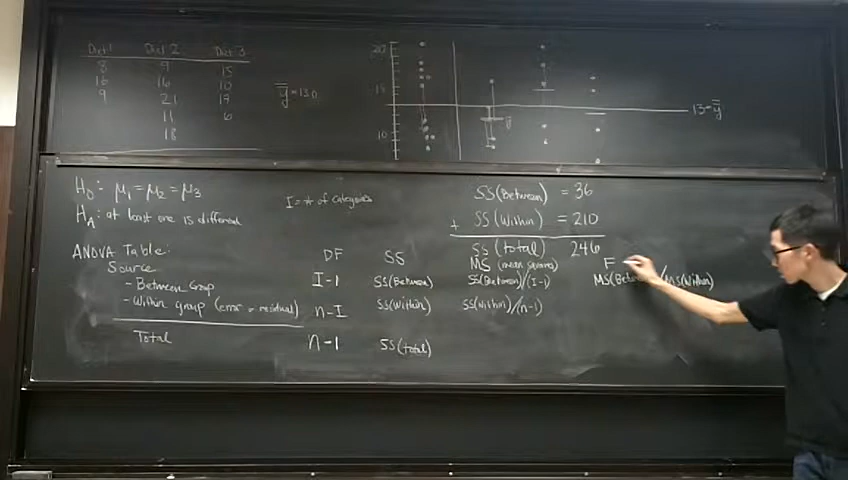 Diet 1 Diet 2 Diet 3
8 9 15
16 16 10
9 21 17
11 6
18
y̿ = 13.0
20
15
10
ȳ
13 = y̿
H₀: μ₁ = μ₂ = μ₃
Hₐ: at least one is different
I = # of categories
SS(Between) = 36
+ SS(Within) = 210
SS(total) 246
ANOVA Table:
Source DF SS MS (mean squares) F
- Between Group I-1 SS(Between) SS(Between)/(I-1) MS(Between)/MS(Within)
- Within group (error or residual) n-I SS(Within) SS(Within)/(n-I)
Total n-1 SS(total)